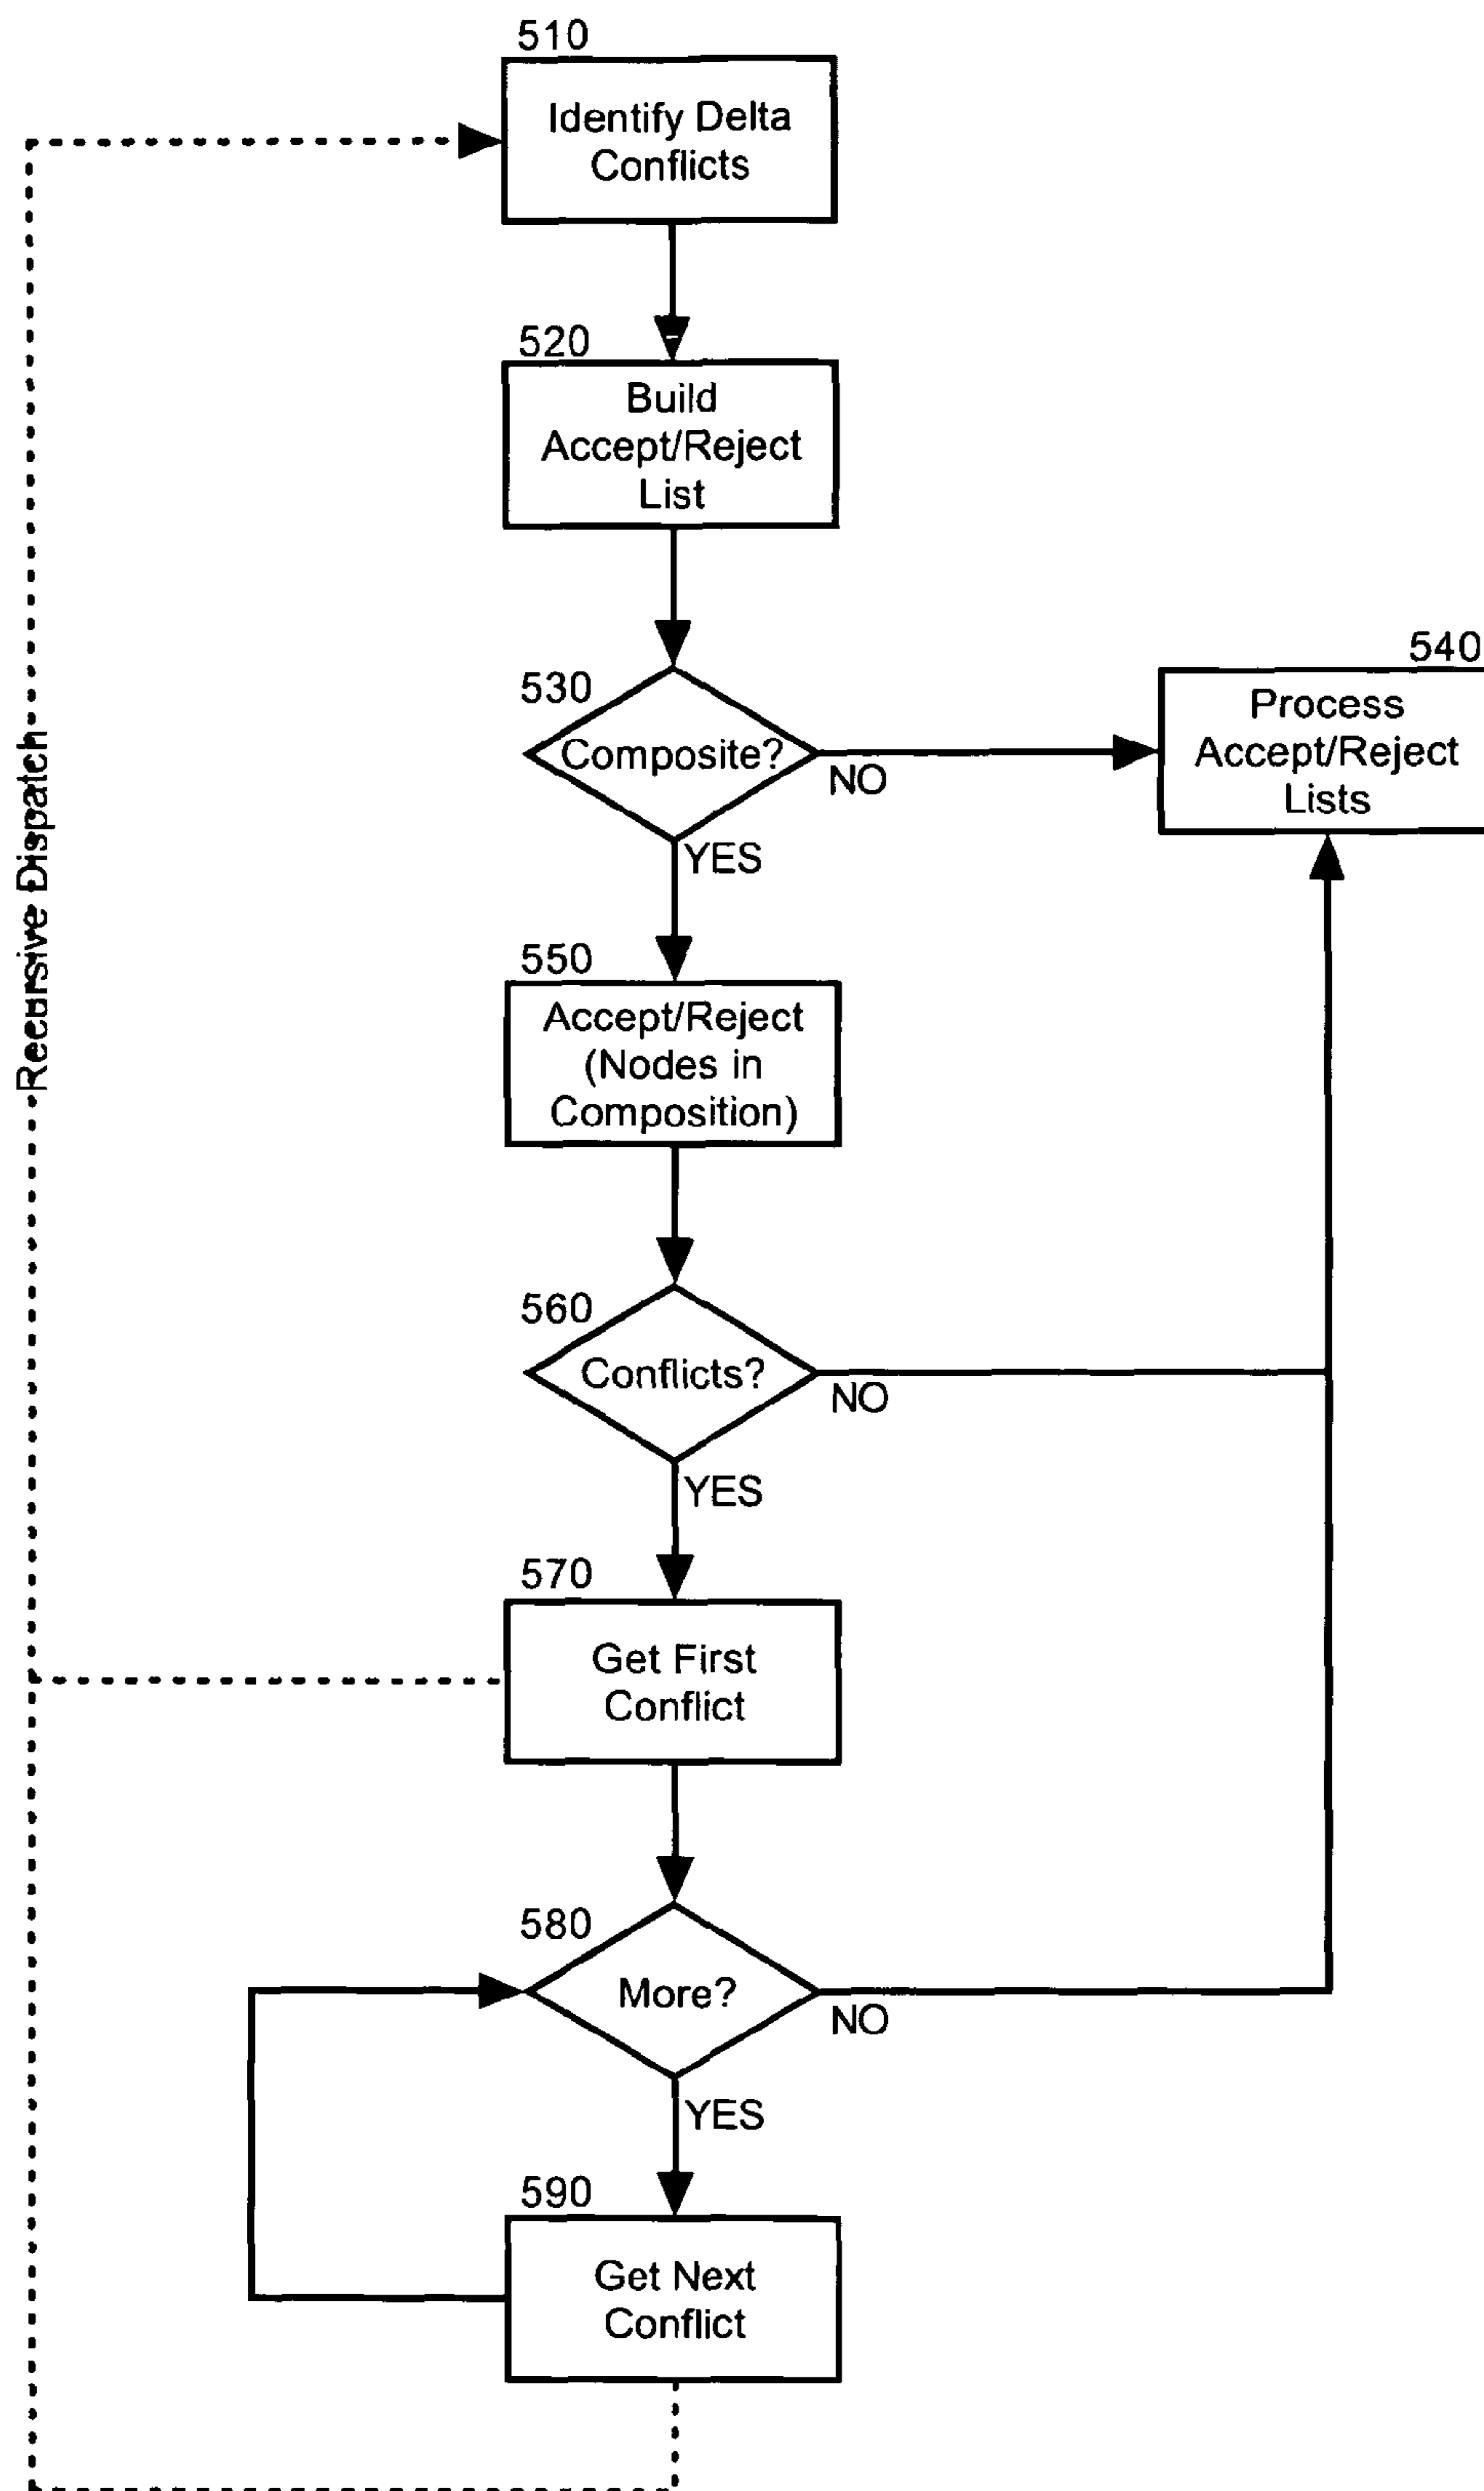 510
Identify Delta
Conflicts
520
Build
Accept/Reject
List
530
Composite?
NO
YES
540
Process
Accept/Reject
Lists
550
Accept/Reject
(Nodes in
Composition)
560
Conflicts?
NO
YES
570
Get First
Conflict
580
More?
NO
YES
590
Get Next
Conflict
Recursive Dispatch